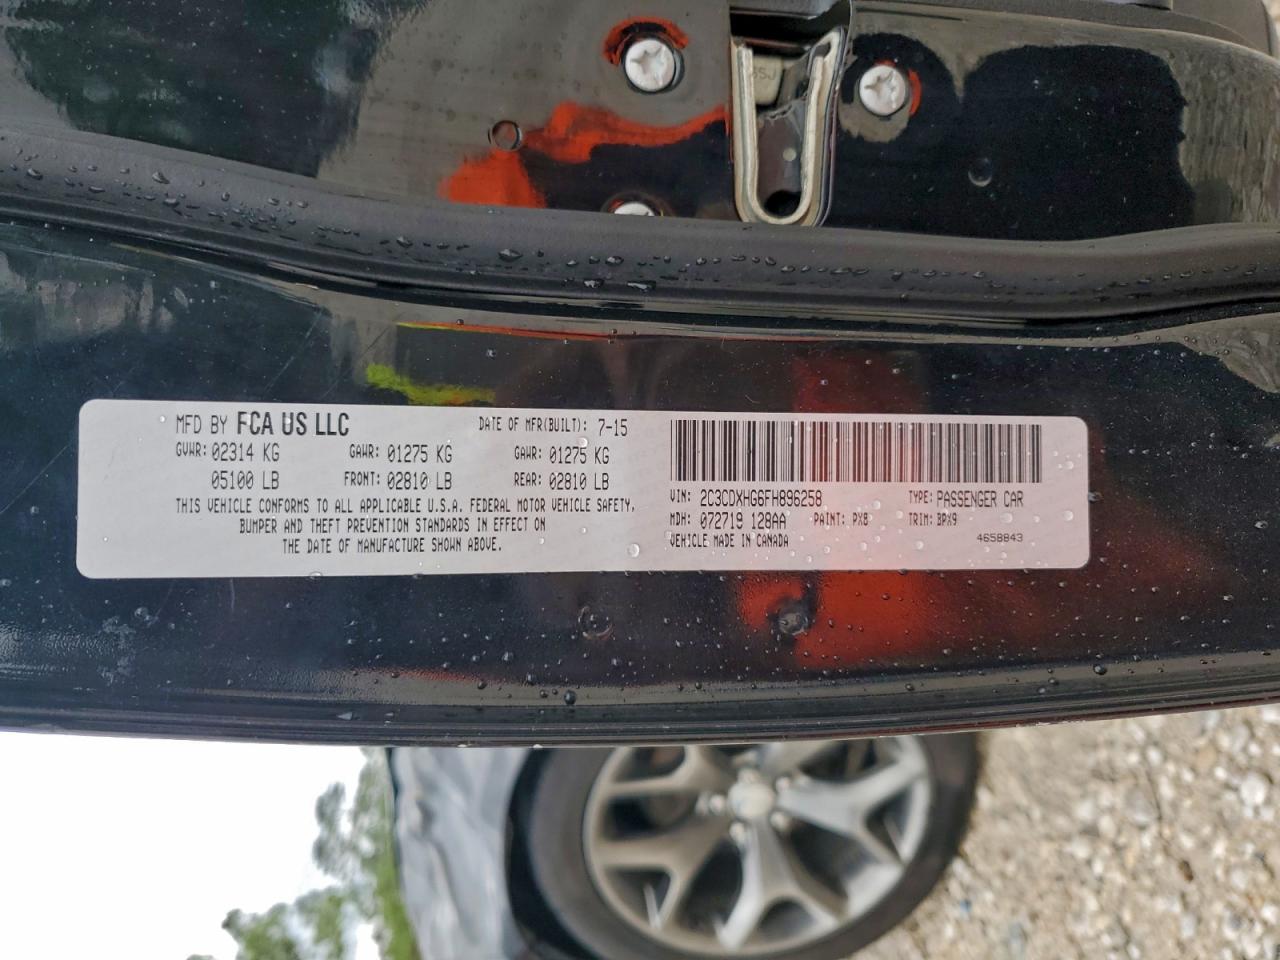 MFD BY FCA US LLC DATE OF MFR(BUILT): 7-15
GVWR: 02314 KG GAWR: 01275 KG GAWR: 01275 KG
05100 LB FRONT: 02810 LB REAR: 02810 LB
THIS VEHICLE CONFORMS TO ALL APPLICABLE U.S.A. FEDERAL MOTOR VEHICLE SAFETY,
BUMPER AND THEFT PREVENTION STANDARDS IN EFFECT ON
THE DATE OF MANUFACTURE SHOWN ABOVE.
VIN: 2C3CDXHG6FH896258 TYPE: PASSENGER CAR
MDH: 072719 128AA PAINT: PX8 TRIM: BPX9
VEHICLE MADE IN CANADA 4658843